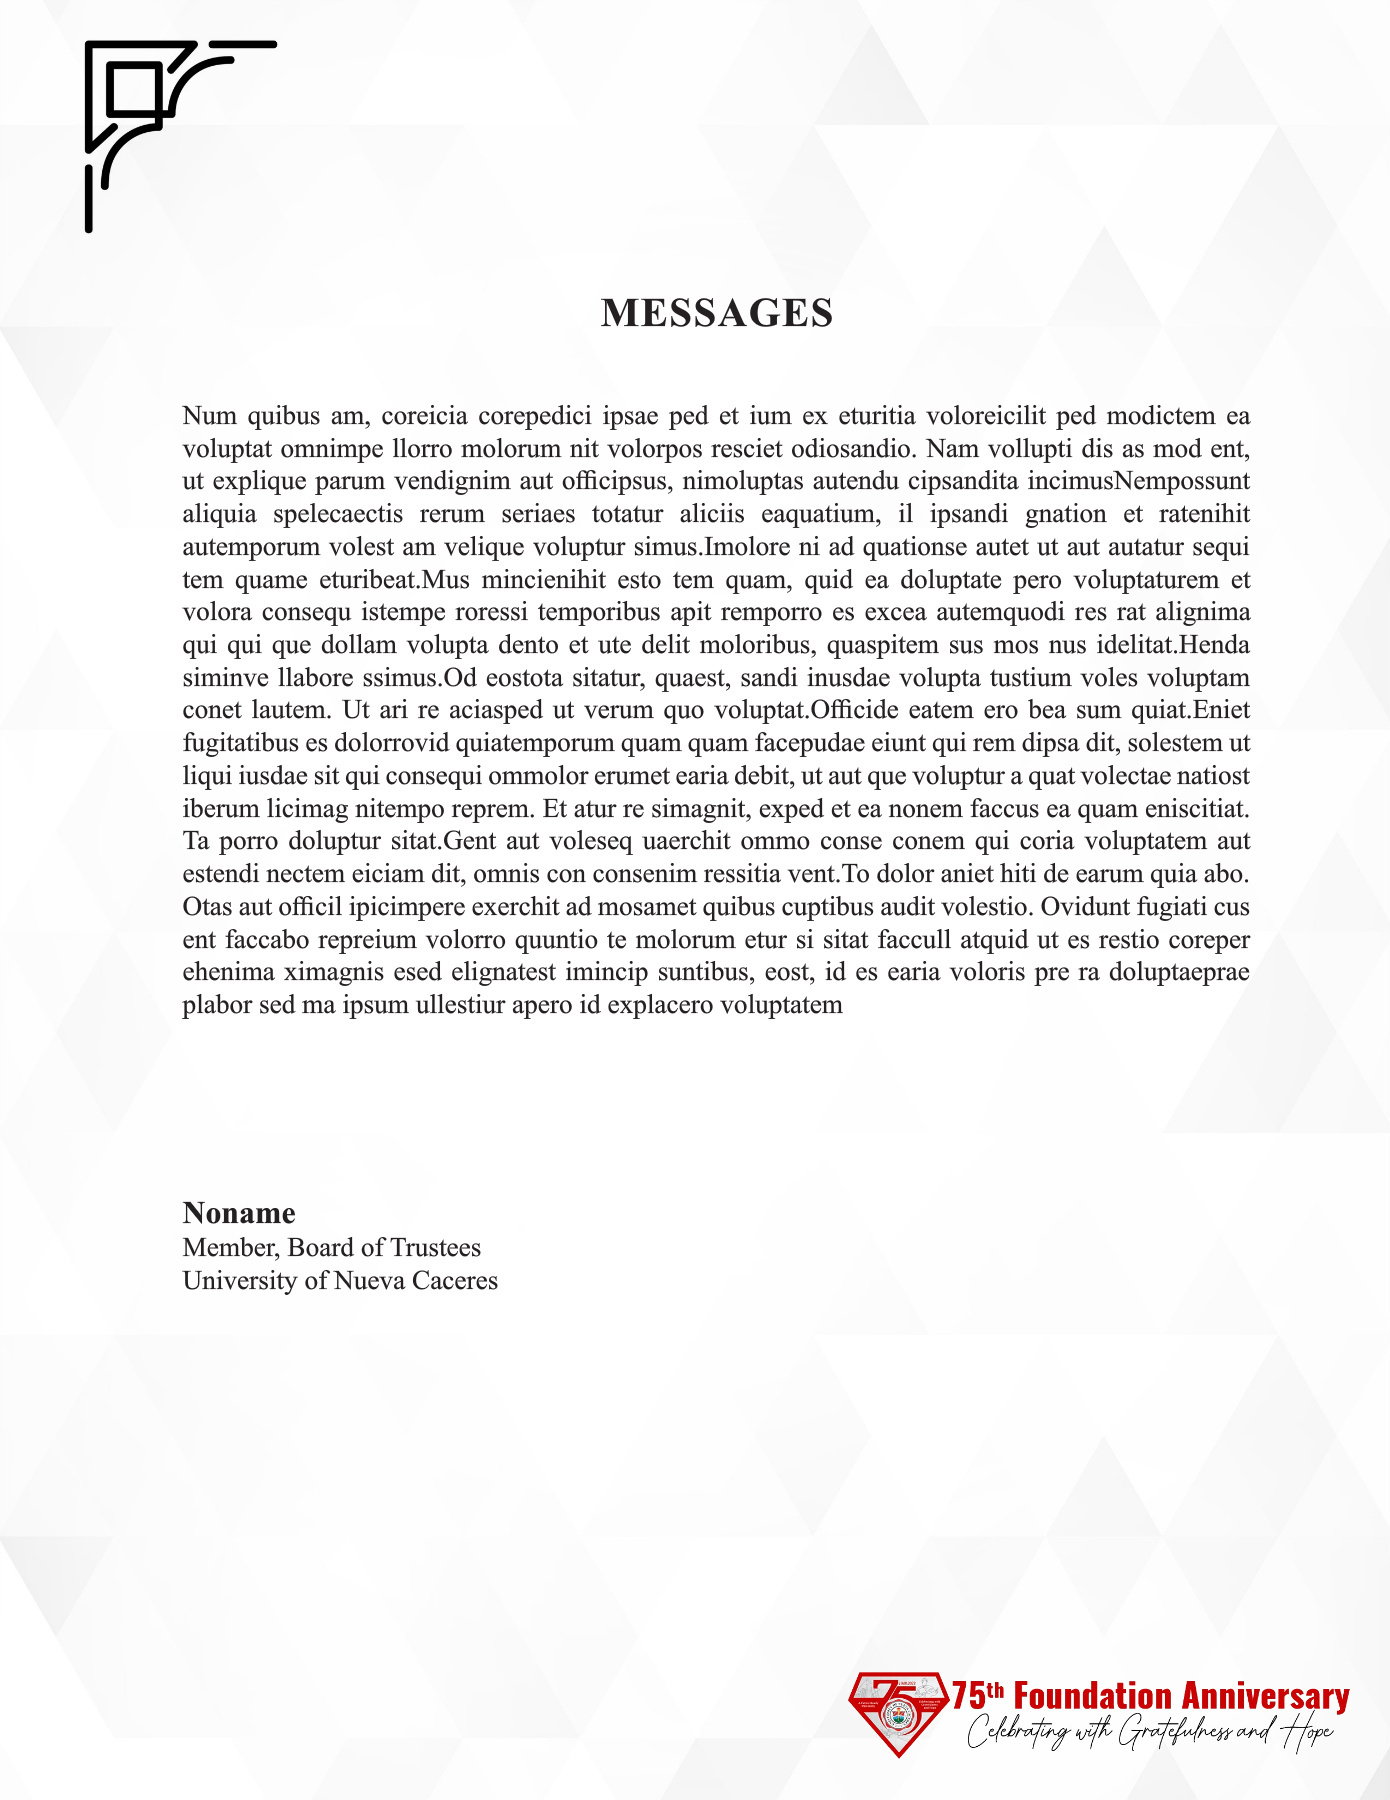 MESSAGES
Num quibus am, coreicia corepedici ipsae ped et ium ex eturitia voloreicilit ped modictem ea
voluptat omnimpe llorro molorum nit volorpos resciet odiosandio. Nam vollupti dis as mod ent,
ut explique parum vendignim aut officipsus, nimoluptas autendu cipsandita incimusNempossunt
aliquia spelecaectis rerum seriaes totatur aliciis eaquatium, il ipsandi gnation et ratenihit
autemporum volest am velique voluptur simus.Imolore ni ad quationse autet ut aut autatur sequi
tem quame eturibeat.Mus mincienihit esto tem quam, quid ea doluptate pero voluptaturem et
volora consequ istempe roressi temporibus apit remporro es excea autemquodi res rat alignima
qui qui que dollam volupta dento et ute delit moloribus, quaspitem sus mos nus idelitat.Henda
siminve llabore ssimus.Od eostota sitatur, quaest, sandi inusdae volupta tustium voles voluptam
conet lautem. Ut ari re aciasped ut verum quo voluptat.Officide eatem ero bea sum quiat.Eniet
fugitatibus es dolorrovid quiatemporum quam quam facepudae eiunt qui rem dipsa dit, solestem ut
liqui iusdae sit qui consequi ommolor erumet earia debit, ut aut que voluptur a quat volectae natiost
iberum licimag nitempo reprem. Et atur re simagnit, exped et ea nonem faccus ea quam eniscitiat.
Ta porro doluptur sitat.Gent aut voleseq uaerchit ommo conse conem qui coria voluptatem aut
estendi nectem eiciam dit, omnis con consenim ressitia vent.To dolor aniet hiti de earum quia abo.
Otas aut officil ipicimpere exerchit ad mosamet quibus cuptibus audit volestio. Ovidunt fugiati cus
ent faccabo repreium volorro quuntio te molorum etur si sitat faccull atquid ut es restio coreper
ehenima ximagnis esed elignatest imincip suntibus, eost, id es earia voloris pre ra doluptaeprae
plabor sed ma ipsum ullestiur apero id explacero voluptatem
Noname
Member, Board of Trustees
University of Nueva Caceres
75
75th Foundation Anniversary
Celebrating with Gratefulness and Hope